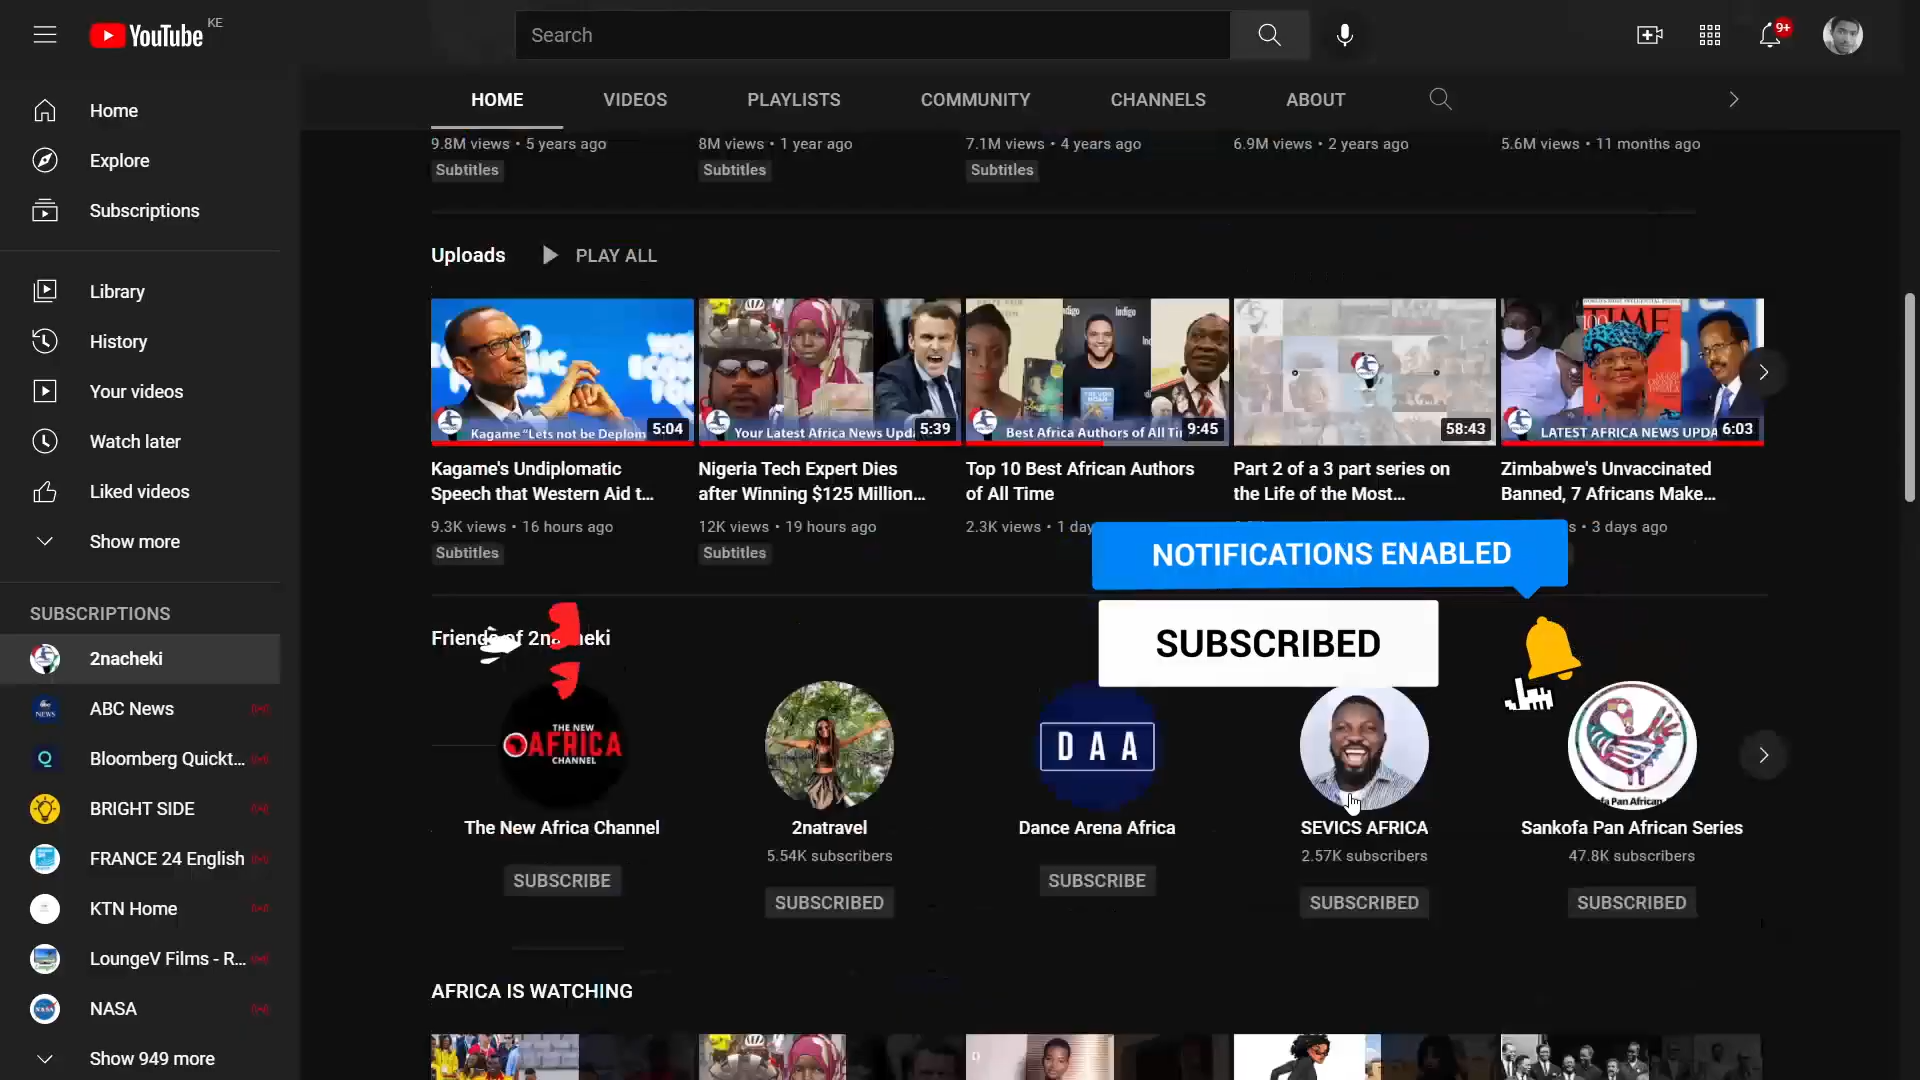 YouTube KE
Search
9+
Home
Explore
Subscriptions
Library
History
Your videos
Watch later
Liked videos
Show more
SUBSCRIPTIONS
2nacheki
ABC News
Bloomberg Quickt...
BRIGHT SIDE
FRANCE 24 English
KTN Home
LoungeV Films - R...
NASA
Show 949 more
HOME VIDEOS PLAYLISTS COMMUNITY CHANNELS ABOUT
9.8M views • 5 years ago
Subtitles
8M views • 1 year ago
Subtitles
7.1M views • 4 years ago
Subtitles
6.9M views • 2 years ago
5.6M views • 11 months ago
Uploads PLAY ALL
Kagame "Lets not be Deplom 5:04
Kagame's Undiplomatic
Speech that Western Aid t...
9.3K views • 16 hours ago
Subtitles
Your Latest Africa News Upda 5:39
Nigeria Tech Expert Dies
after Winning $125 Million...
12K views • 19 hours ago
Subtitles
Indigo
Best Africa Authors of All Ti 9:45
Top 10 Best African Authors
of All Time
2.3K views • 1 day
58:43
Part 2 of a 3 part series on
the Life of the Most...
TIME
100
LATEST AFRICA NEWS UPDA 6:03
Zimbabwe's Unvaccinated
Banned, 7 Africans Make...
s • 3 days ago
NOTIFICATIONS ENABLED
SUBSCRIBED
Friends of 2nacheki
THE NEW
AFRICA
CHANNEL
The New Africa Channel
SUBSCRIBE
2natravel
5.54K subscribers
SUBSCRIBED
DAA
Dance Arena Africa
SUBSCRIBE
SEVICS AFRICA
2.57K subscribers
SUBSCRIBED
fa Pan African
Sankofa Pan African Series
47.8K subscribers
SUBSCRIBED
AFRICA IS WATCHING